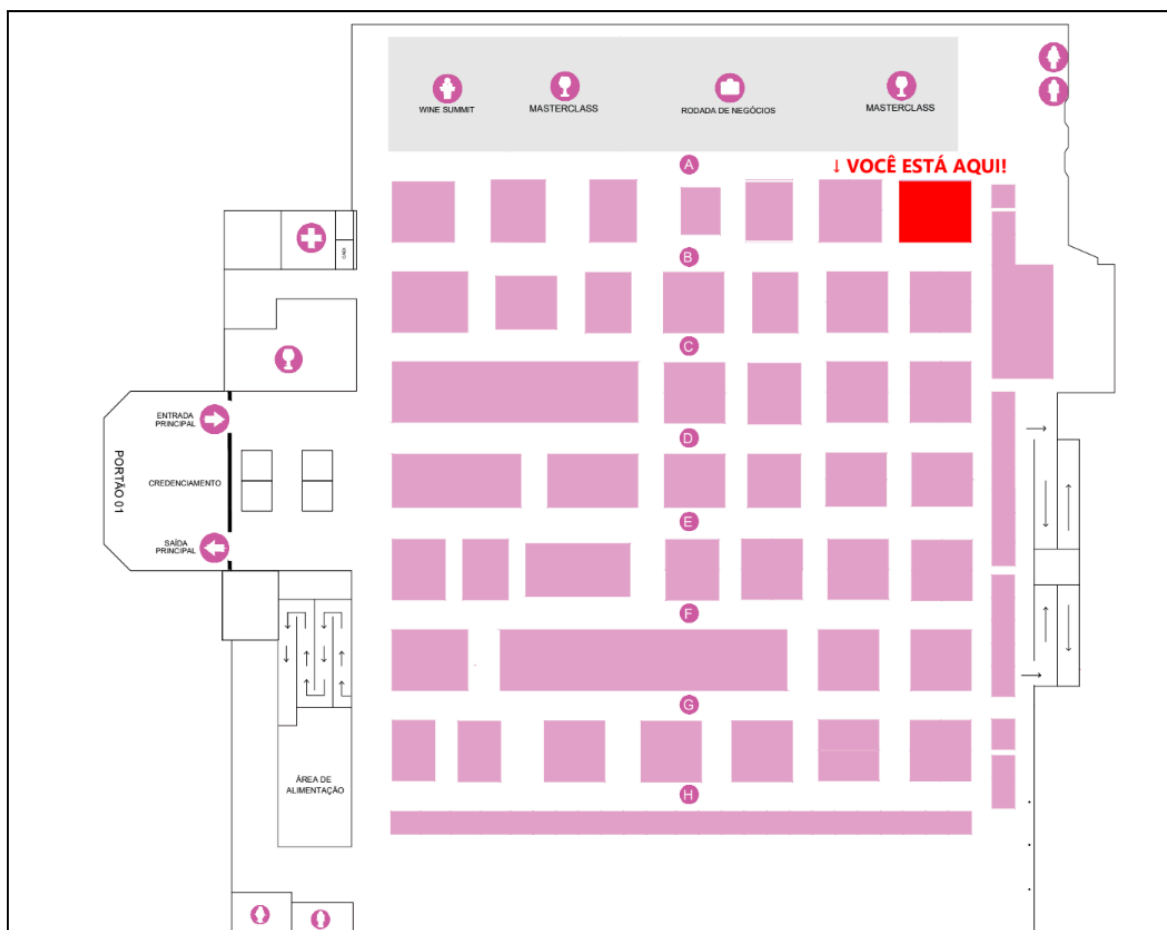 WINE SUMMIT
MASTERCLASS
RODADA DE NEGÓCIOS
MASTERCLASS
A
↓ VOCÊ ESTÁ AQUI!
B
C
ENTRADA
PRINCIPAL
D
PORTÃO 01
CREDENCIAMENTO
E
SAÍDA
PRINCIPAL
F
G
ÁREA DE
ALIMENTAÇÃO
H